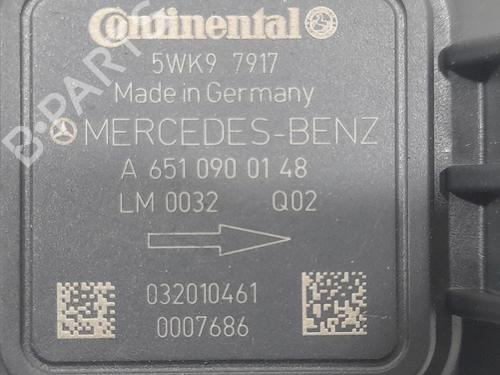 Continental
5WK9 7917
Made in Germany
MERCEDES-BENZ
A 651 090 01 48
LM 0032 Q02
032010461
0007686
B-PARTS